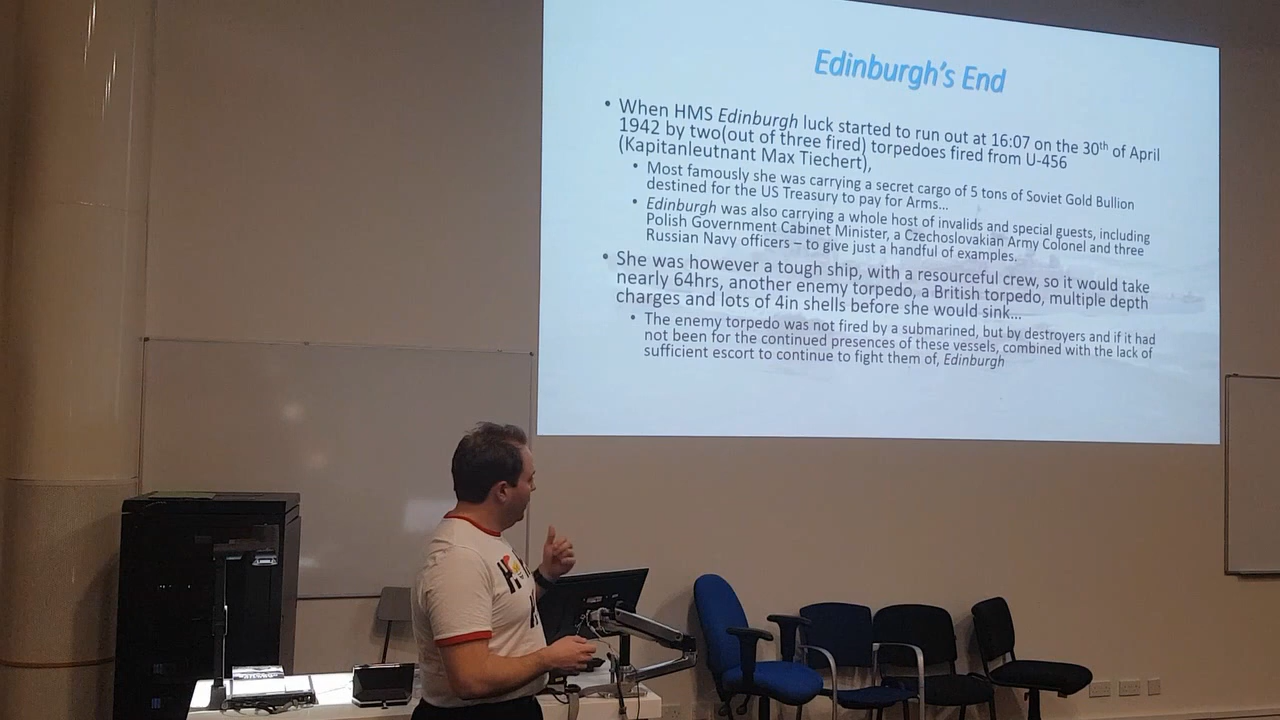 Edinburgh's End
• When HMS Edinburgh luck started to run out at 16:07 on the 30th of April
1942 by two(out of three fired) torpedoes fired from U-456
(Kapitanleutnant Max Tiechert),
• Most famously she was carrying a secret cargo of 5 tons of Soviet Gold Bullion
destined for the US Treasury to pay for Arms...
• Edinburgh was also carrying a whole host of invalids and special guests, including
Polish Government Cabinet Minister, a Czechoslovakian Army Colonel and three
Russian Navy officers – to give just a handful of examples.
• She was however a tough ship, with a resourceful crew, so it would take
nearly 64hrs, another enemy torpedo, a British torpedo, multiple depth
charges and lots of 4in shells before she would sink...
• The enemy torpedo was not fired by a submarined, but by destroyers and if it had
not been for the continued presences of these vessels, combined with the lack of
sufficient escort to continue to fight them of, Edinburgh